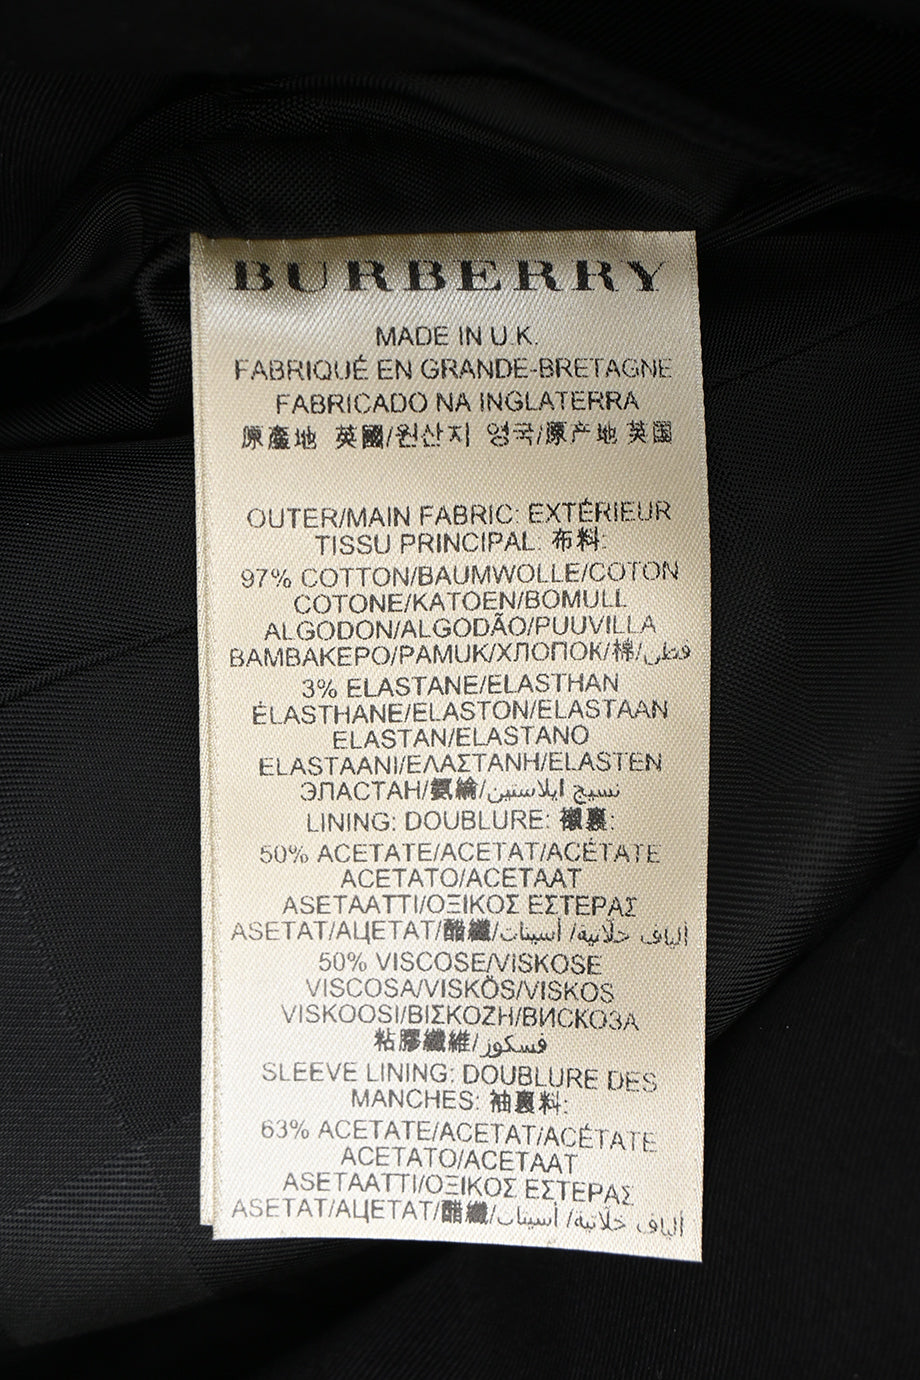 BURBERRY
MADE IN U.K.
FABRIQUÉ EN GRANDE-BRETAGNE
FABRICADO NA INGLATERRA
原產地 英國/원산지 영국/原产地 英国
OUTER/MAIN FABRIC: EXTÉRIEUR
TISSU PRINCIPAL: 布料:
97% COTTON/BAUMWOLLE/COTON
COTONE/KATOEN/BOMULL
ALGODON/ALGODÃO/PUUVILLA
BAMBAKEPO/PAMUK/ХЛОПОК/棉/قطن
3% ELASTANE/ELASTHAN
ÉLASTHANE/ELASTON/ELASTAAN
ELASTAN/ELASTANO
ELASTAANI/ΕΛΑΣΤΑΝΗ/ELASTEN
ЭЛАСТАН/氨綸/نسيج ايلاستين
LINING: DOUBLURE: 襯裏:
50% ACETATE/ACETAT/ACÉTATE
ACETATO/ACETAAT
ASETAATTI/ΟΞΙΚΟΣ ΕΣΤΕΡΑΣ
ASETAT/АЦЕТАТ/醋纖/ألياف خلانية/ أسيتات
50% VISCOSE/VISKOSE
VISCOSA/VISKÖS/VISKOS
VISKOOSI/ΒΙΣΚΟΖΗ/ВИСКОЗА
粘膠纖維/فسكوز
SLEEVE LINING: DOUBLURE DES
MANCHES: 袖裏料:
63% ACETATE/ACETAT/ACÉTATE
ACETATO/ACETAAT
ASETAATTI/ΟΞΙΚΟΣ ΕΣΤΕΡΑΣ
ASETAT/АЦЕТАТ/醋纖/ألياف خلانية/ أسيتات